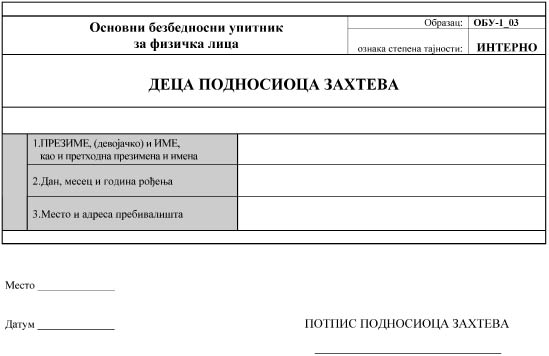 Основни безбедносни упитник
за физичка лица
Образац: ОБУ-1_03
ознака степена тајности: ИНТЕРНО
ДЕЦА ПОДНОСИОЦА ЗАХТЕВА
1.ПРЕЗИМЕ, (девојачко) и ИМЕ,
као и претходна презимена и имена
2.Дан, месец и година рођења
3.Место и адреса пребивалишта
Место ______________
Датум ______________
ПОТПИС ПОДНОСИОЦА ЗАХТЕВА